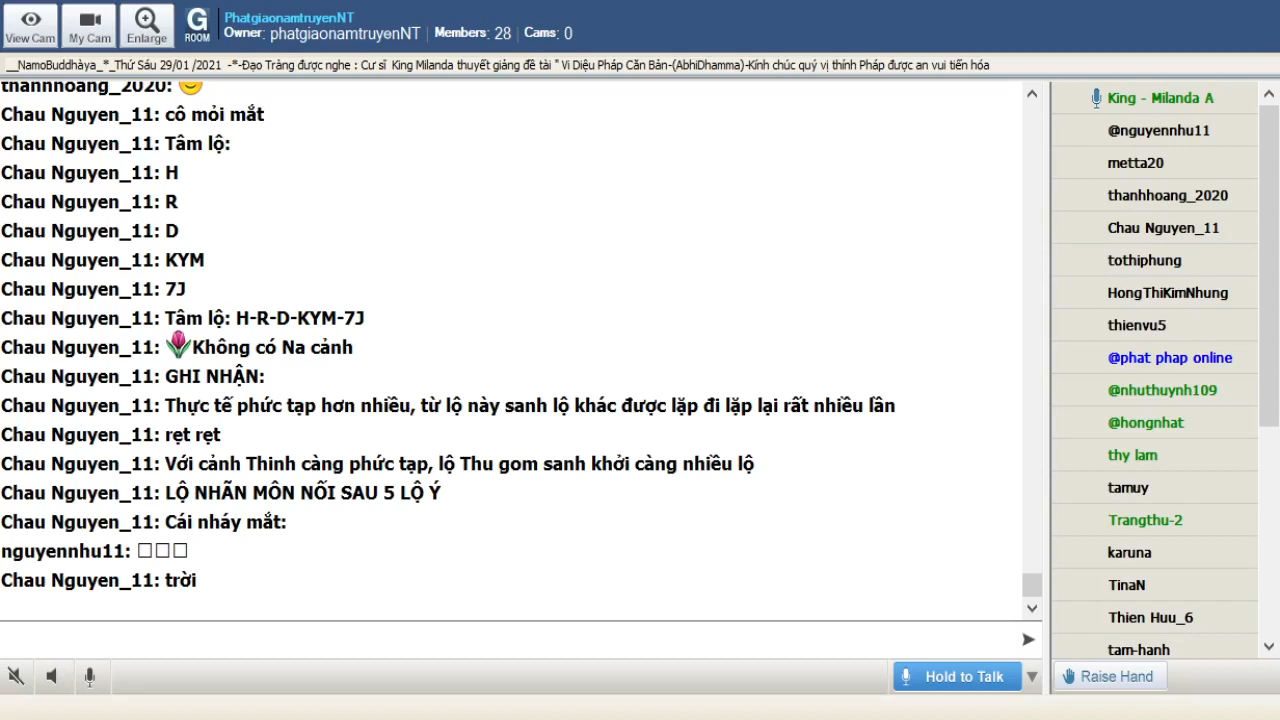 View Cam
My Cam
Enlarge
G
ROOM
PhatgiaonamtruyenNT
Owner: phatgiaonamtruyenNT | Members: 28 | Cams: 0
__NamoBuddhàya_*_Thứ Sáu 29/01 /2021 -*-Đạo Tràng được nghe : Cư sĩ King Milanda thuyết giảng đề tài " Vi Diệu Pháp Căn Bản-(AbhiDhamma)-Kính chúc quý vị thính Pháp được an vui tiến hóa
thanhhoang_2020:
Chau Nguyen_11: cô mỏi mắt
Chau Nguyen_11: Tâm lộ:
Chau Nguyen_11: H
Chau Nguyen_11: R
Chau Nguyen_11: D
Chau Nguyen_11: KYM
Chau Nguyen_11: 7J
Chau Nguyen_11: Tâm lộ: H-R-D-KYM-7J
Chau Nguyen_11: Không có Na cảnh
Chau Nguyen_11: GHI NHẬN:
Chau Nguyen_11: Thực tế phức tạp hơn nhiều, từ lộ này sanh lộ khác được lặp đi lặp lại rất nhiều lần
Chau Nguyen_11: rẹt rẹt
Chau Nguyen_11: Với cảnh Thinh càng phức tạp, lộ Thu gom sanh khởi càng nhiều lộ
Chau Nguyen_11: LỘ NHÃN MÔN NỐI SAU 5 LỘ Ý
Chau Nguyen_11: Cái nháy mắt:
nguyennhu11: □□□
Chau Nguyen_11: trời
King - Milanda A
@nguyennhu11
metta20
thanhhoang_2020
Chau Nguyen_11
tothiphung
HongThiKimNhung
thienvu5
@phat phap online
@nhuthuynh109
@hongnhat
thy lam
tamuy
Trangthu-2
karuna
TinaN
Thien Huu_6
tam-hanh
Hold to Talk
Raise Hand